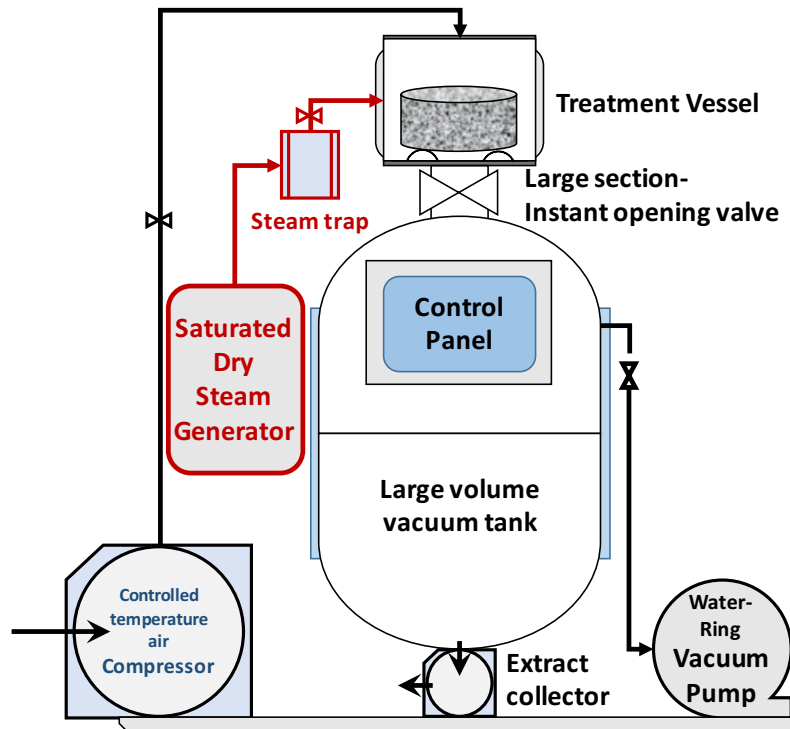 Treatment Vessel
Large section-
Instant opening valve
Steam trap
Control
Panel
Saturated
Dry
Steam
Generator
Large volume
vacuum tank
Controlled
temperature
air
Compressor
Extract
collector
Water-
Ring
Vacuum
Pump